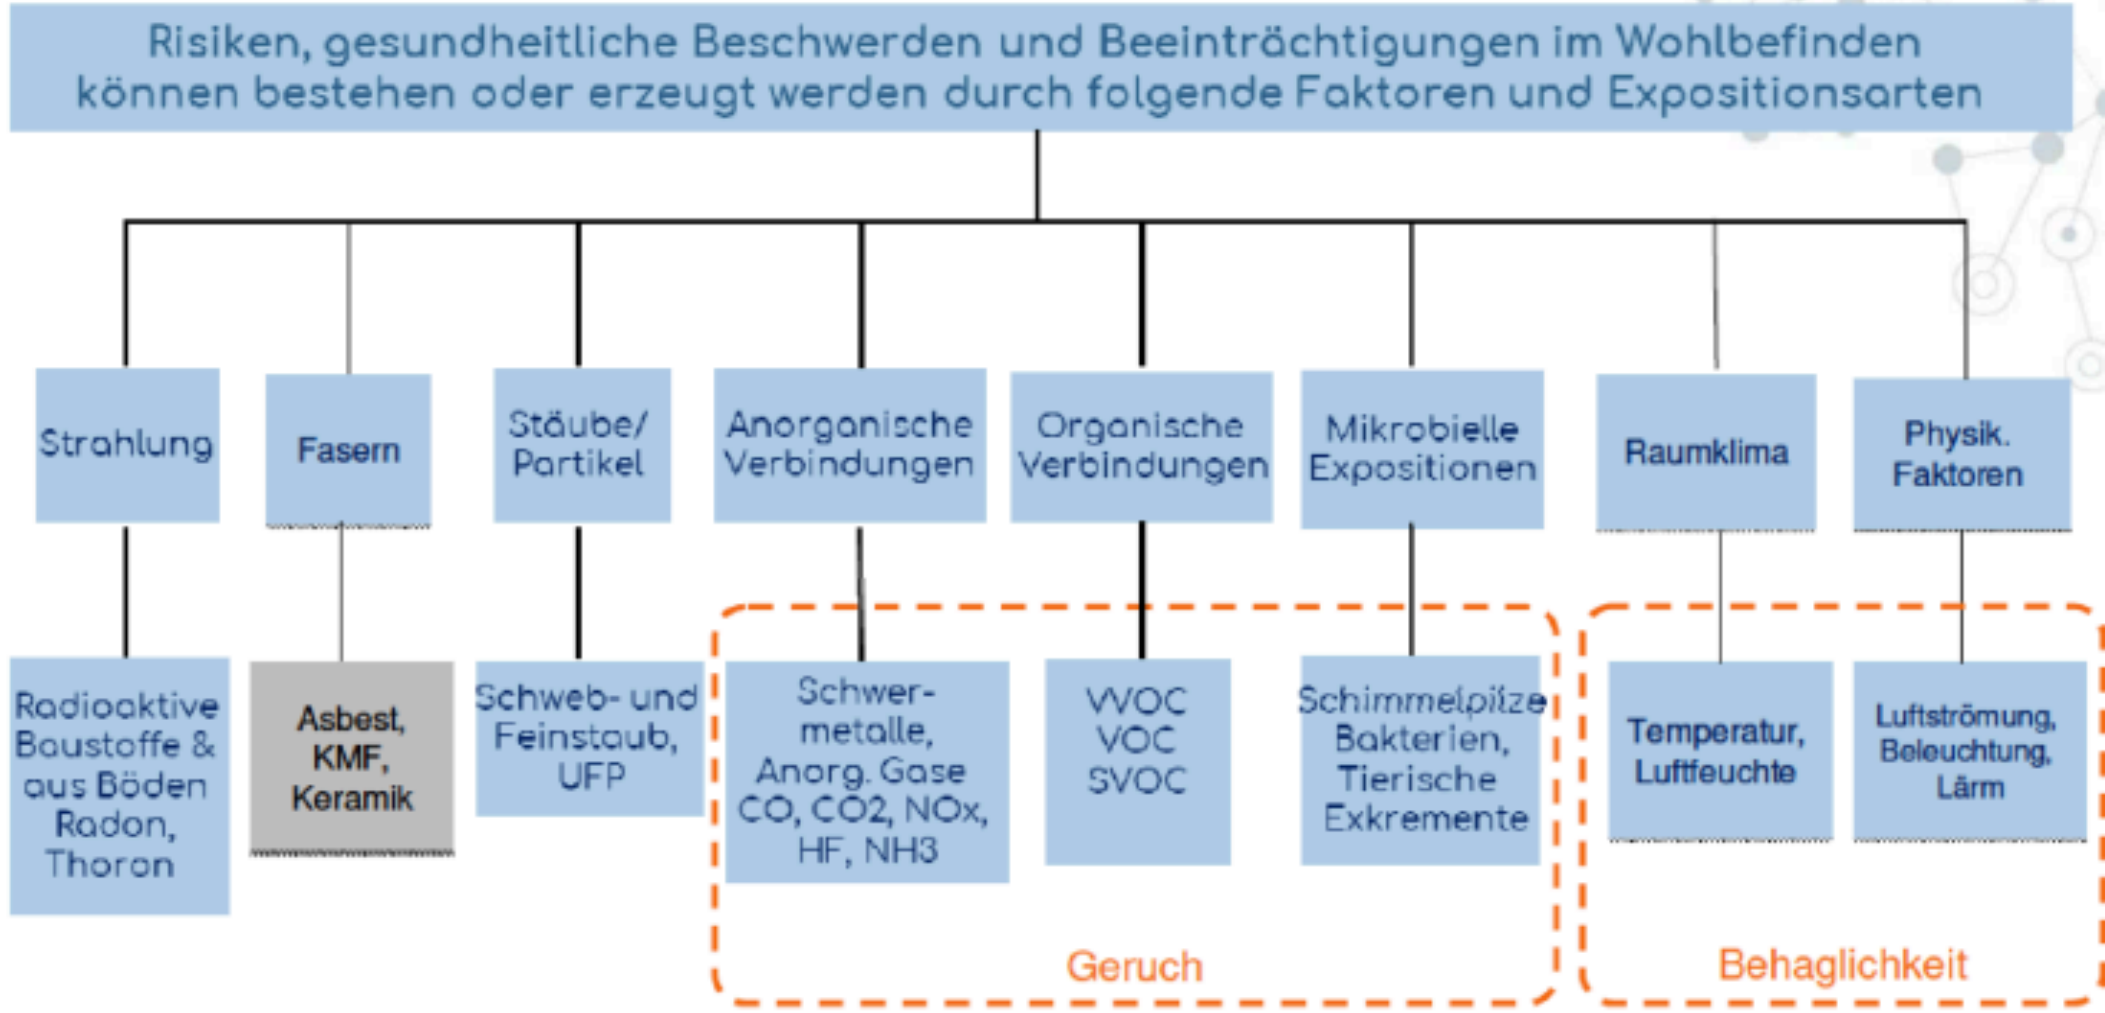 Risiken, gesundheitliche Beschwerden und Beeinträchtigungen im Wohlbefinden
können bestehen oder erzeugt werden durch folgende Faktoren und Expositionsarten
Strahlung
Fasern
Stäube/
Partikel
Anorganische
Verbindungen
Organische
Verbindungen
Mikrobielle
Expositionen
Raumklima
Physik.
Faktoren
Radioaktive
Baustoffe &
aus Böden
Radon,
Thoron
Asbest,
KMF,
Keramik
Schweb- und
Feinstaub,
UFP
Schwer-
metalle,
Anorg. Gase
CO, CO2, NOx,
HF, NH3
VVOC
VOC
SVOC
Schimmelpilze
Bakterien,
Tierische
Exkremente
Temperatur,
Luftfeuchte
Luftströmung,
Beleuchtung,
Lärm
Geruch
Behaglichkeit